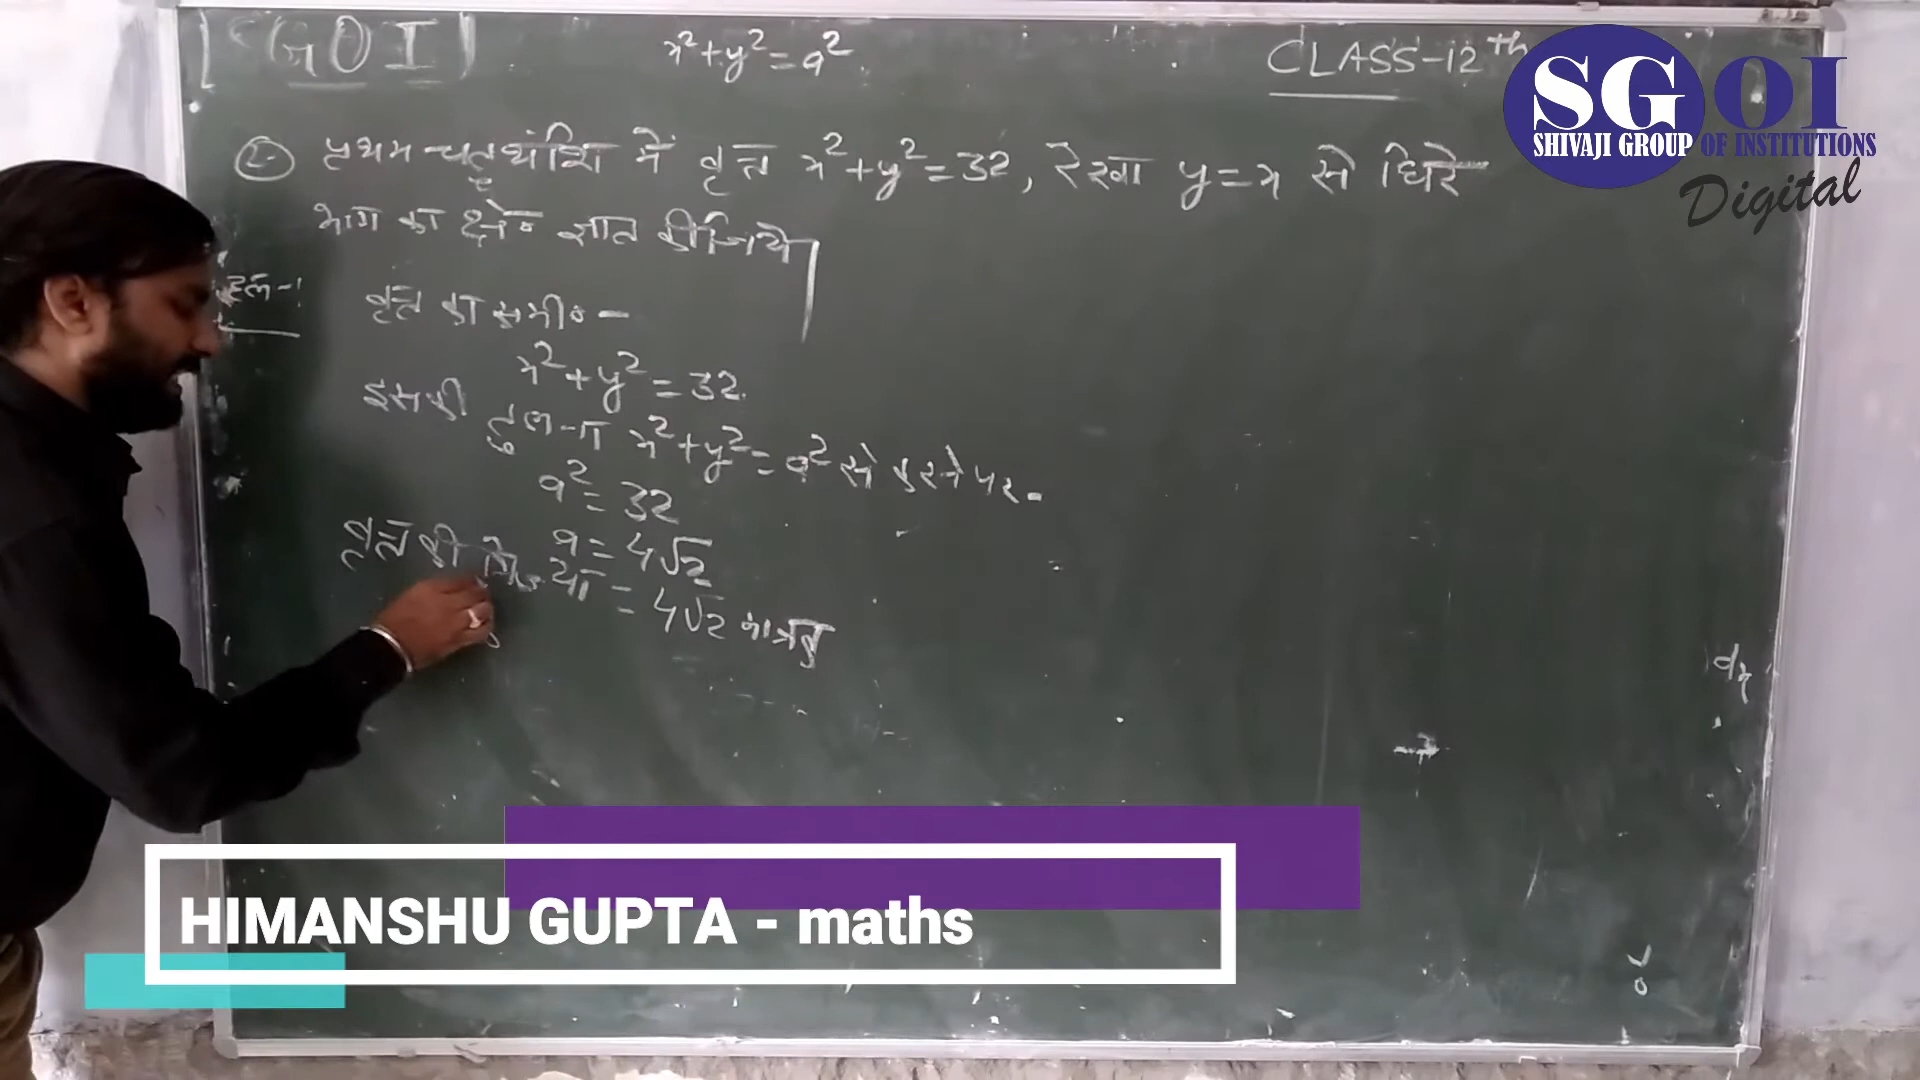 SGOI
x²+y²=a²
CLASS-12th
SGOI
SHIVAJI GROUP OF INSTITUTIONS
Digital
2- प्रथम चतुर्थांश में वृत्त x²+y²=32, रेखा y=x से घिरे
भाग का क्षे० ज्ञात कीजिये।
हल-!
वृत्त का समी० -
x²+y²=32.
इसकी तुलना x²+y²=a² से करने पर-
a²=32
a=4√2
वृत्त की त्रिज्या = 4√2 मात्रक
HIMANSHU GUPTA - maths